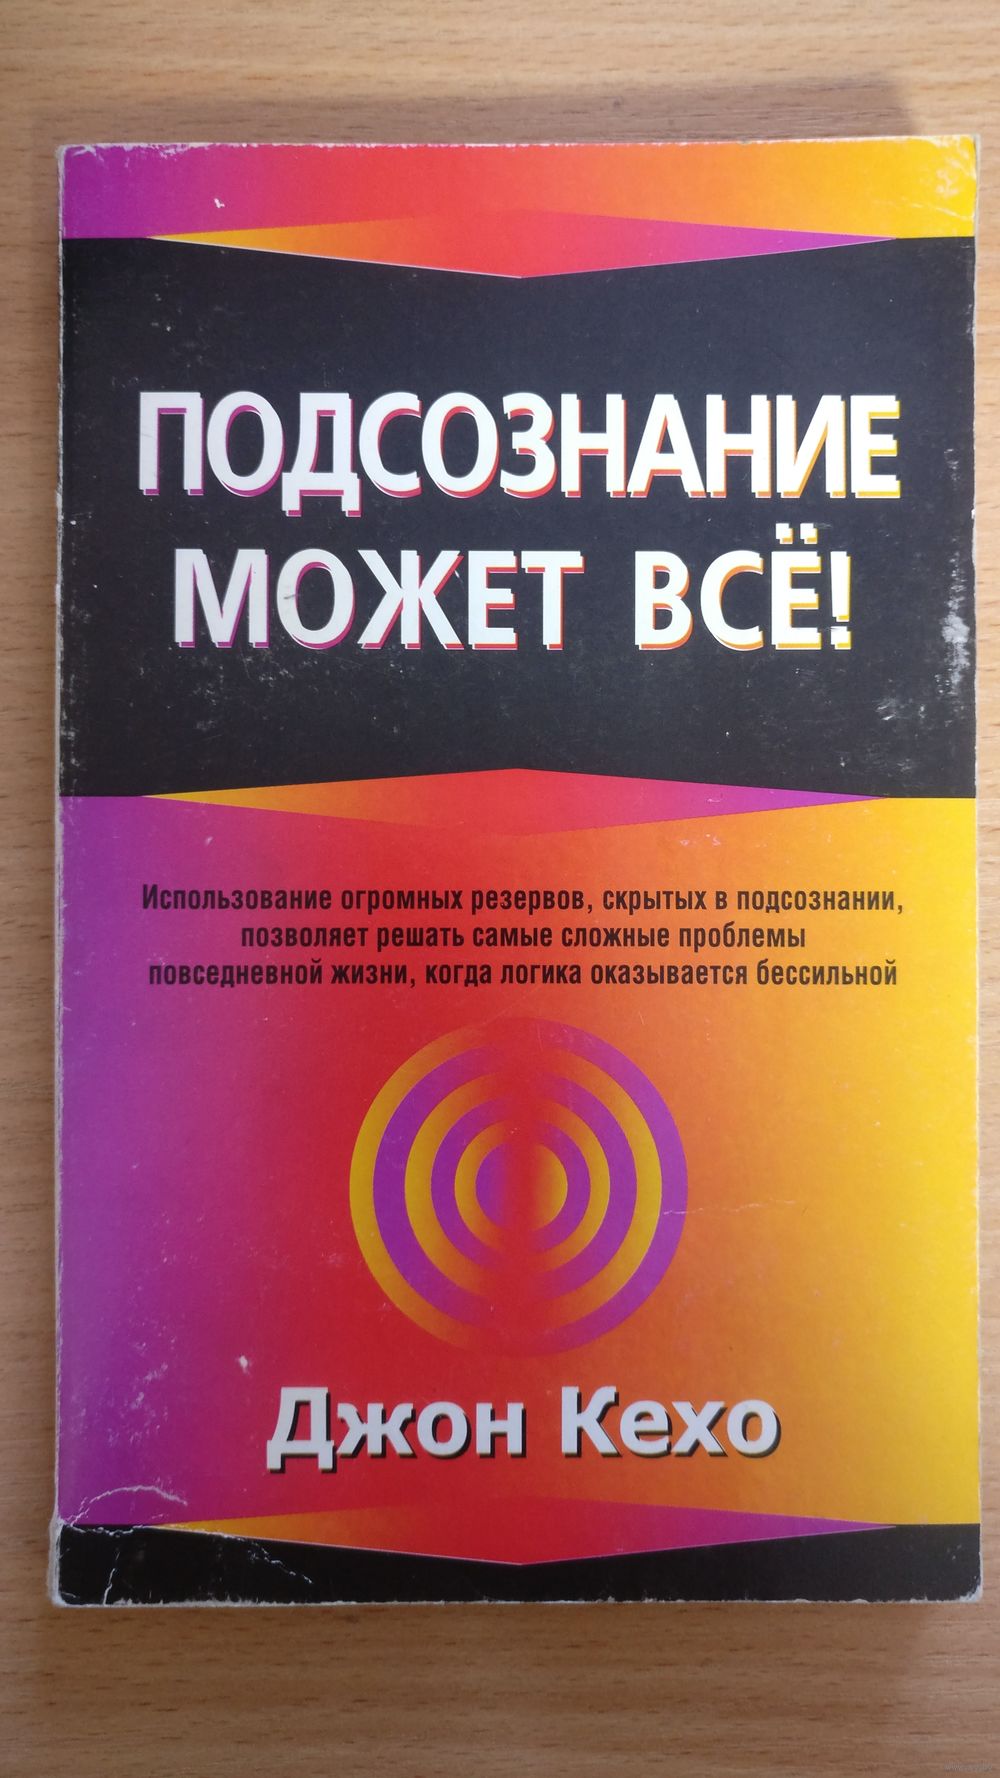 ПОДСОЗНАНИЕ
МОЖЕТ ВСЁ!
Использование огромных резервов, скрытых в подсознании,
позволяет решать самые сложные проблемы
повседневной жизни, когда логика оказывается бессильной
Джон Кехо